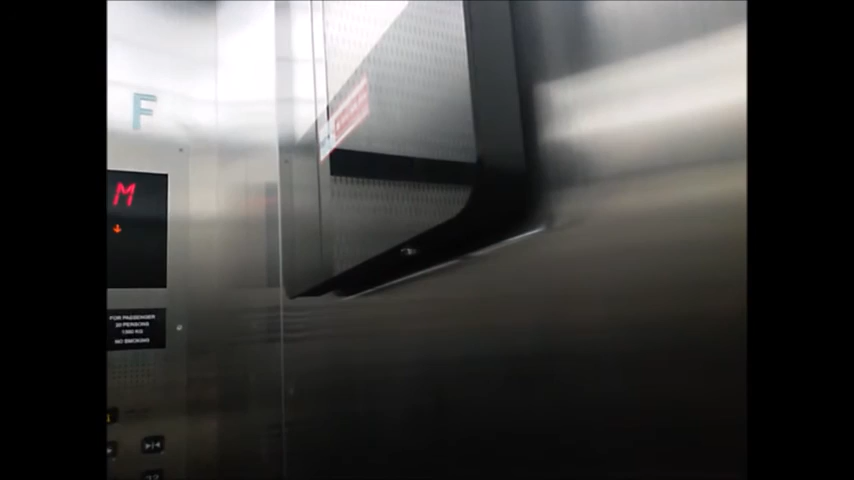 F
M
FOR PASSENGER
20 PERSONS
1350 KG
NO SMOKING